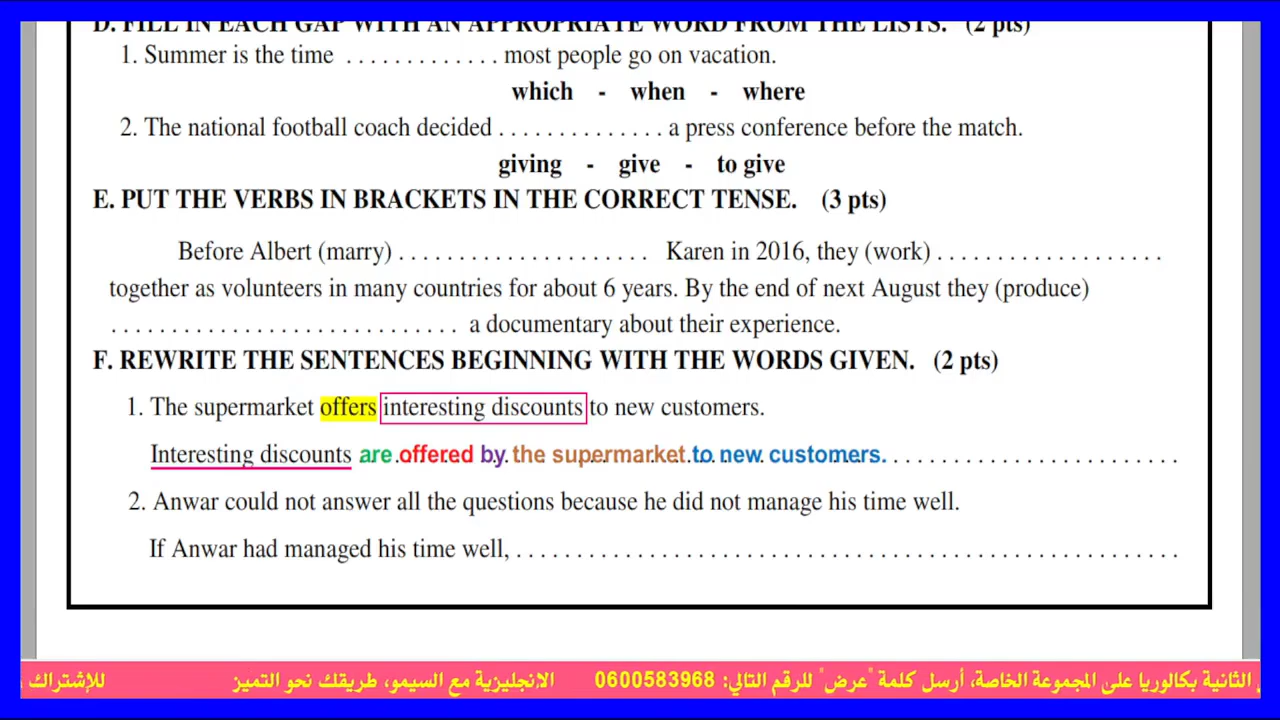 D. FILL IN EACH GAP WITH AN APPROPRIATE WORD FROM THE LISTS. (2 pts)
1. Summer is the time . . . . . . . . . . . . . most people go on vacation.
which - when - where
2. The national football coach decided . . . . . . . . . . . . . . a press conference before the match.
giving - give - to give
E. PUT THE VERBS IN BRACKETS IN THE CORRECT TENSE. (3 pts)
Before Albert (marry) . . . . . . . . . . . . . . . . . . . . . Karen in 2016, they (work) . . . . . . . . . . . . . . . . . . .
together as volunteers in many countries for about 6 years. By the end of next August they (produce)
. . . . . . . . . . . . . . . . . . . . . . . . . . . . . a documentary about their experience.
F. REWRITE THE SENTENCES BEGINNING WITH THE WORDS GIVEN. (2 pts)
1. The supermarket offers interesting discounts to new customers.
Interesting discounts are offered by the supermarket to new customers. . . . . . . . . . . . . . . . . . . . . . . . .
2. Anwar could not answer all the questions because he did not manage his time well.
If Anwar had managed his time well, . . . . . . . . . . . . . . . . . . . . . . . . . . . . . . . . . . . . . . . . . . . . . . . . . . . . . . .
الثانية بكالوريا على المجموعة الخاصة، أرسل كلمة "عرض" للرقم التالي: 0600583968 الانجليزية مع السيمو، طريقك نحو التميز للإشتراك